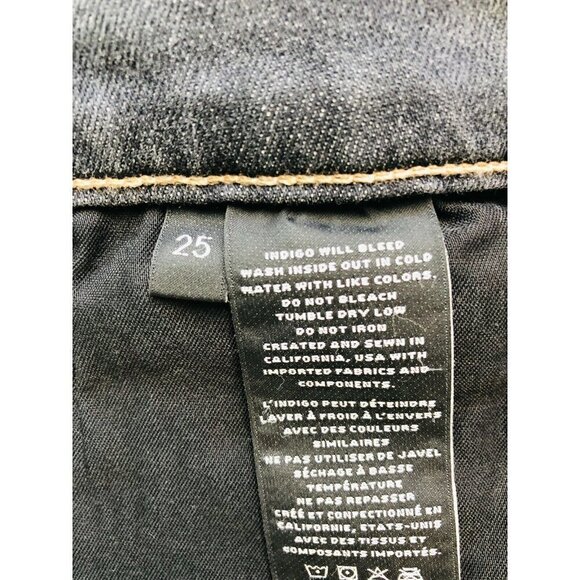 25
INDIGO WILL BLEED
WASH INSIDE OUT IN COLD
WATER WITH LIKE COLORS.
DO NOT BLEACH
TUMBLE DRY LOW
DO NOT IRON
CREATED AND SEWN IN
CALIFORNIA, USA WITH
IMPORTED FABRICS AND
COMPONENTS.
L'INDIGO PEUT DÉTEINDRE
LAVER À FROID À L'ENVERS
AVEC DES COULEURS
SIMILAIRES
NE PAS UTILISER DE JAVEL
SÉCHAGE À BASSE
TEMPÉRATURE
NE PAS REPASSER
CRÉÉ ET CONFECTIONNÉ EN
CALIFORNIE, ETATS-UNIS
AVEC DES TISSUS ET
COMPOSANTS IMPORTÉS